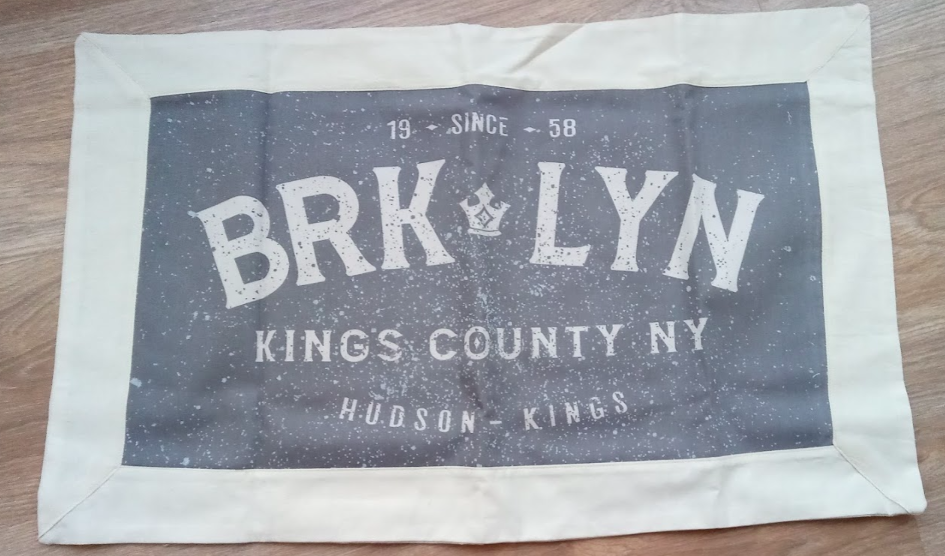 19 - SINCE - 58
BRK LYN
KINGS COUNTY NY
HUDSON - KINGS